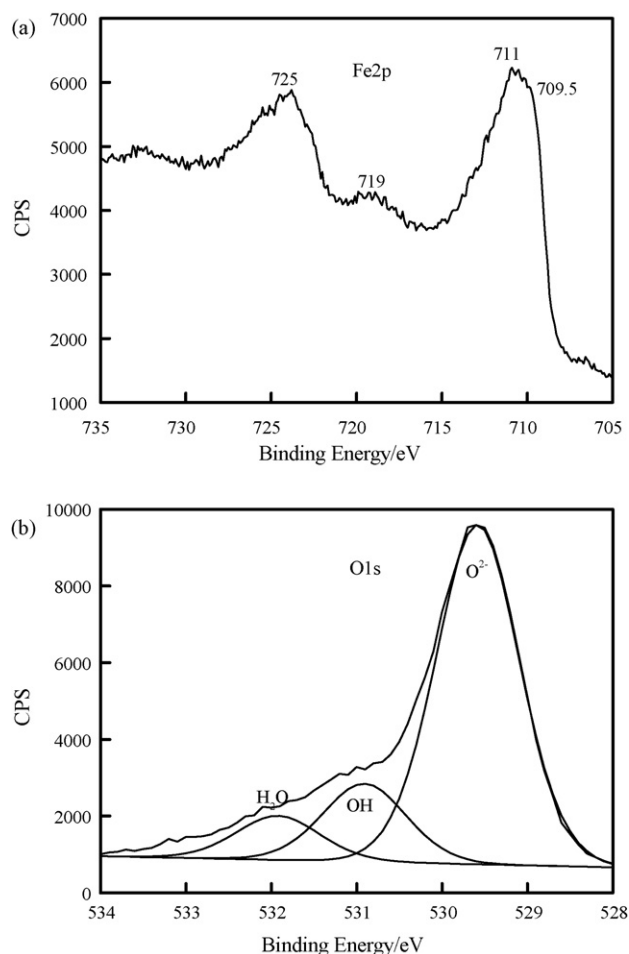 (a)
7000
6000
5000
4000
3000
2000
1000
CPS
725
Fe2p
711
709.5
719
735
730
725
720
715
710
705
Binding Energy/eV
(b)
10000
8000
6000
4000
2000
0
CPS
O1s
O²⁻
H₂O
OH
534
533
532
531
530
529
528
Binding Energy/eV